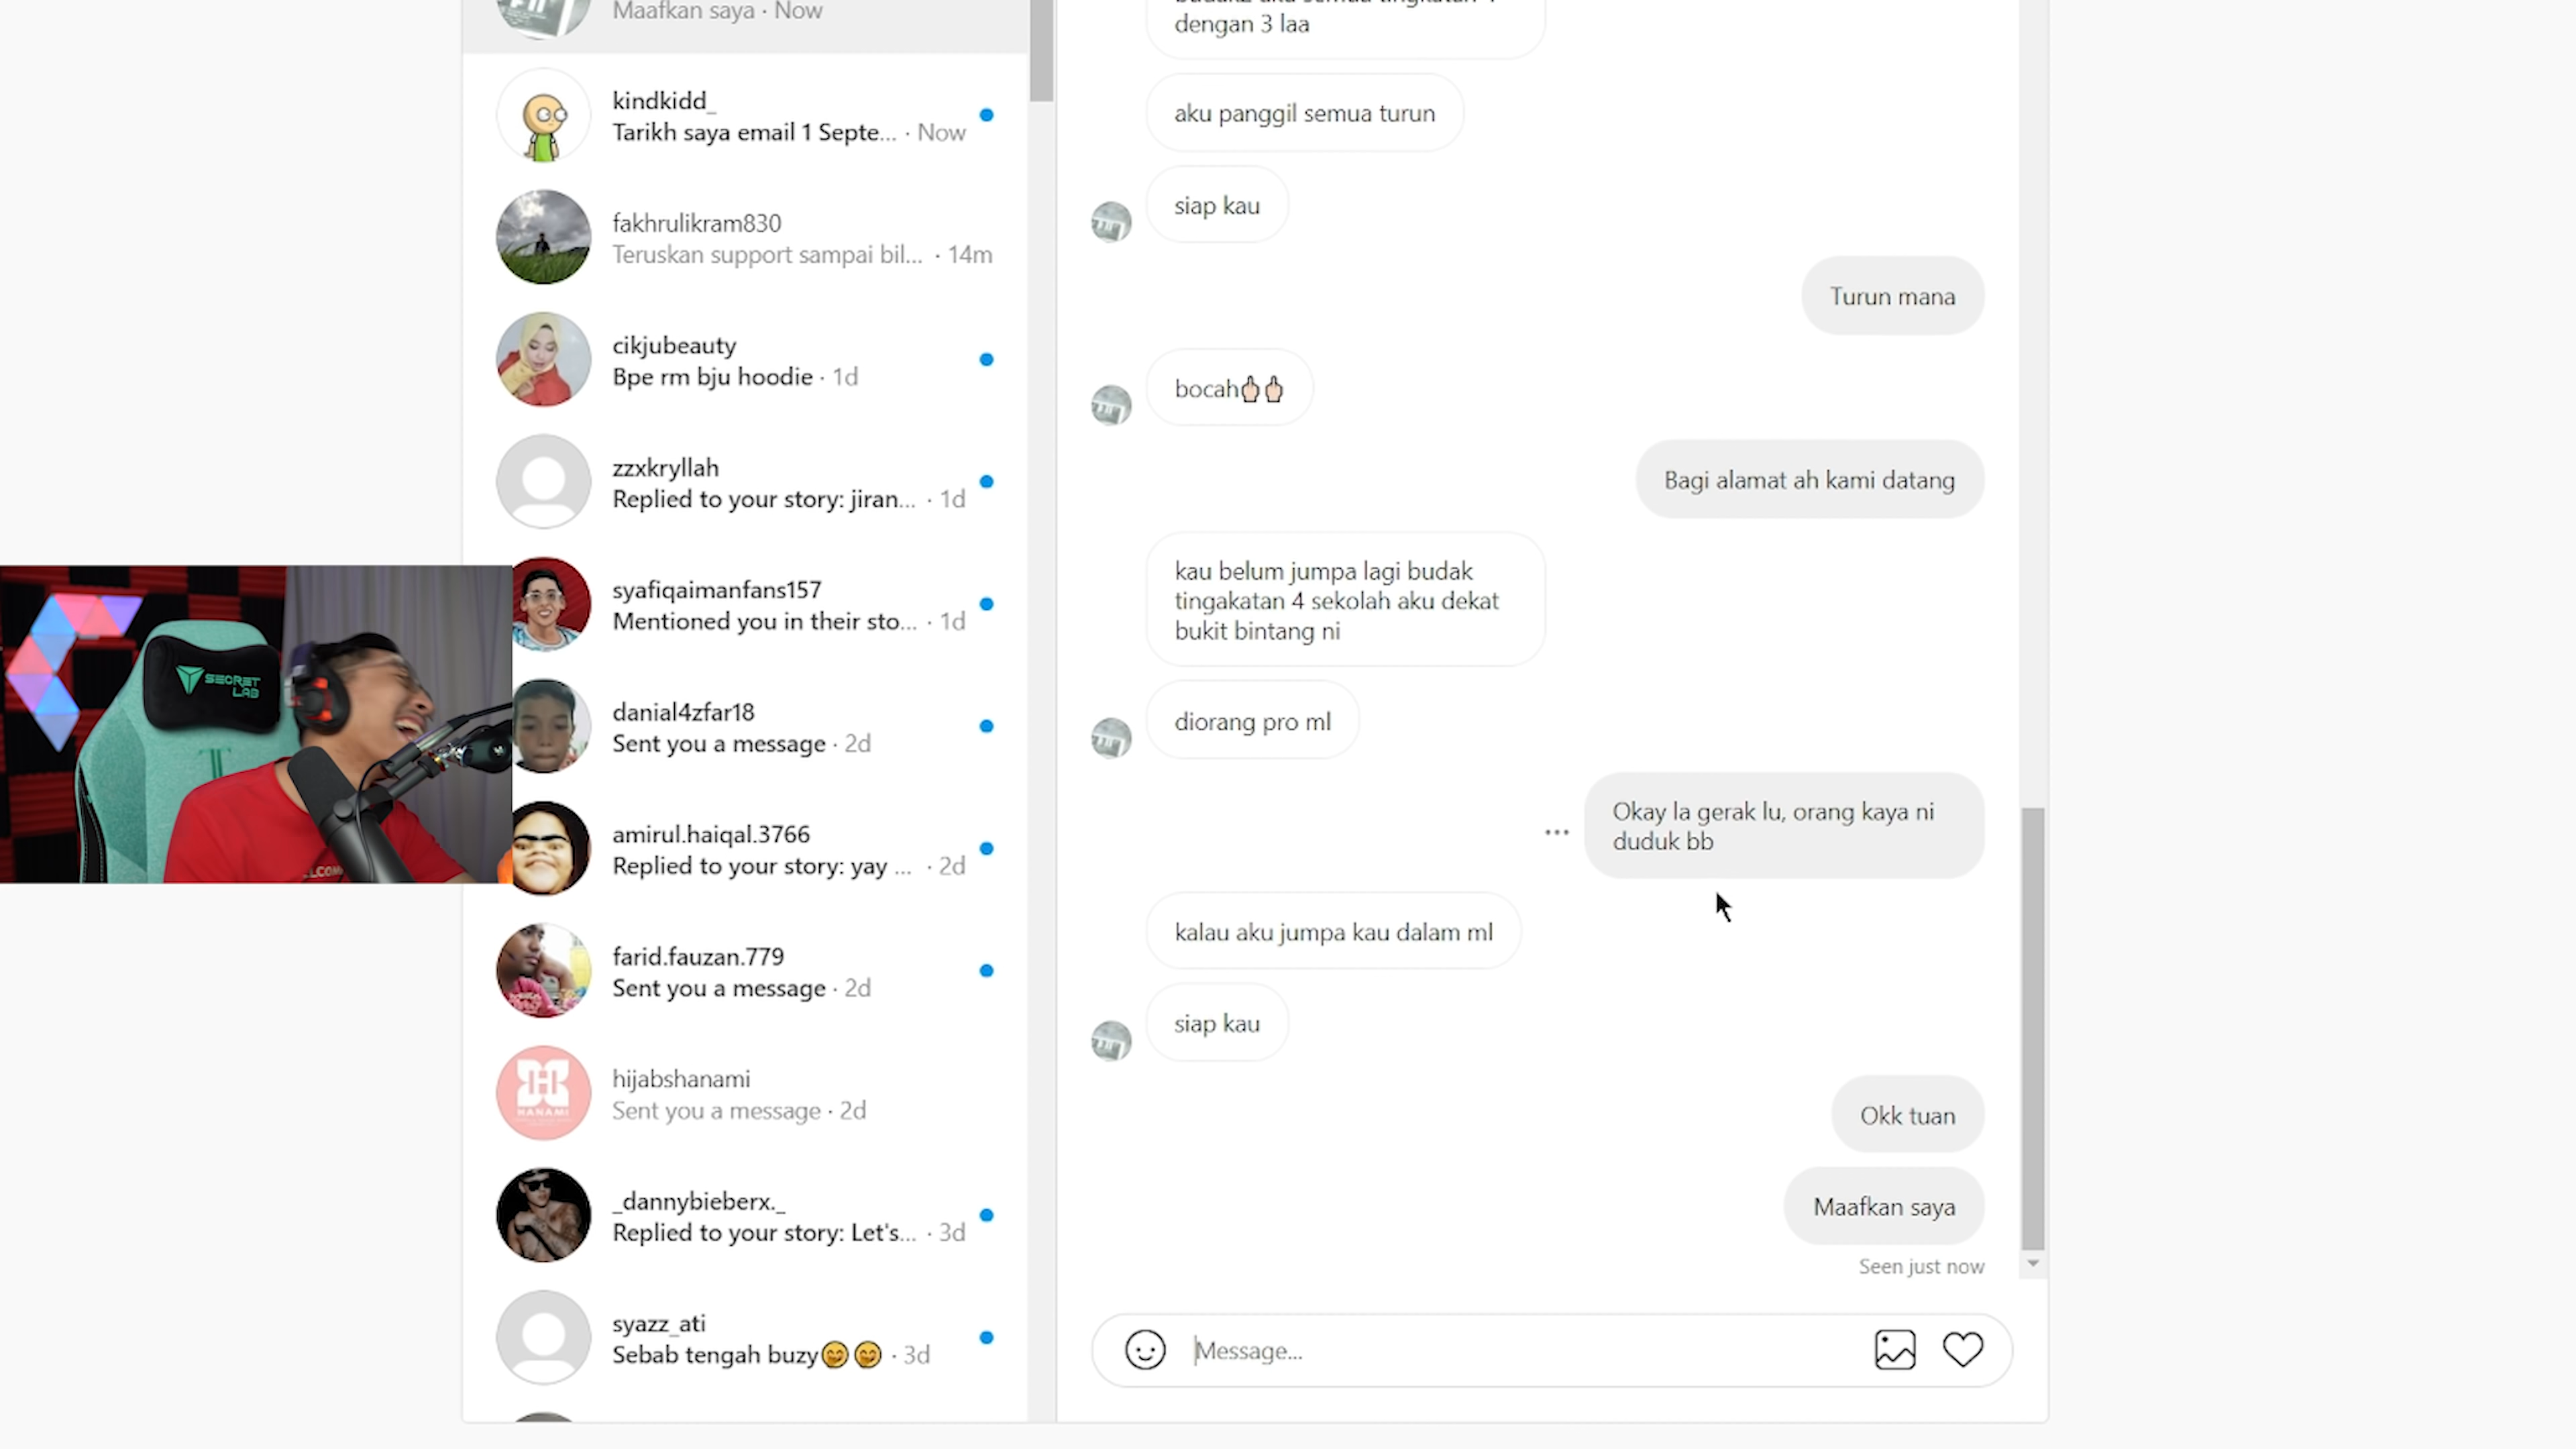 Maafkan saya · Now
kindkidd_
Tarikh saya email 1 Septe... · Now
fakhrulikram830
Teruskan support sampai bil... · 14m
cikjubeauty
Bpe rm bju hoodie · 1d
zzxkryllah
Replied to your story: jiran... · 1d
syafiqaimanfans157
Mentioned you in their sto... · 1d
danial4zfar18
Sent you a message · 2d
amirul.haiqal.3766
Replied to your story: yay ... · 2d
farid.fauzan.779
Sent you a message · 2d
hijabshanami
Sent you a message · 2d
HANAMI
_dannybieberx._
Replied to your story: Let's... · 3d
syazz_ati
Sebab tengah buzy😋😋 · 3d
SECRET
LAB
dengan 3 laa
aku panggil semua turun
siap kau
Turun mana
bocah🖕🏻🖕🏻
Bagi alamat ah kami datang
kau belum jumpa lagi budak
tingakatan 4 sekolah aku dekat
bukit bintang ni
diorang pro ml
Okay la gerak lu, orang kaya ni
duduk bb
kalau aku jumpa kau dalam ml
siap kau
Okk tuan
Maafkan saya
Seen just now
Message...